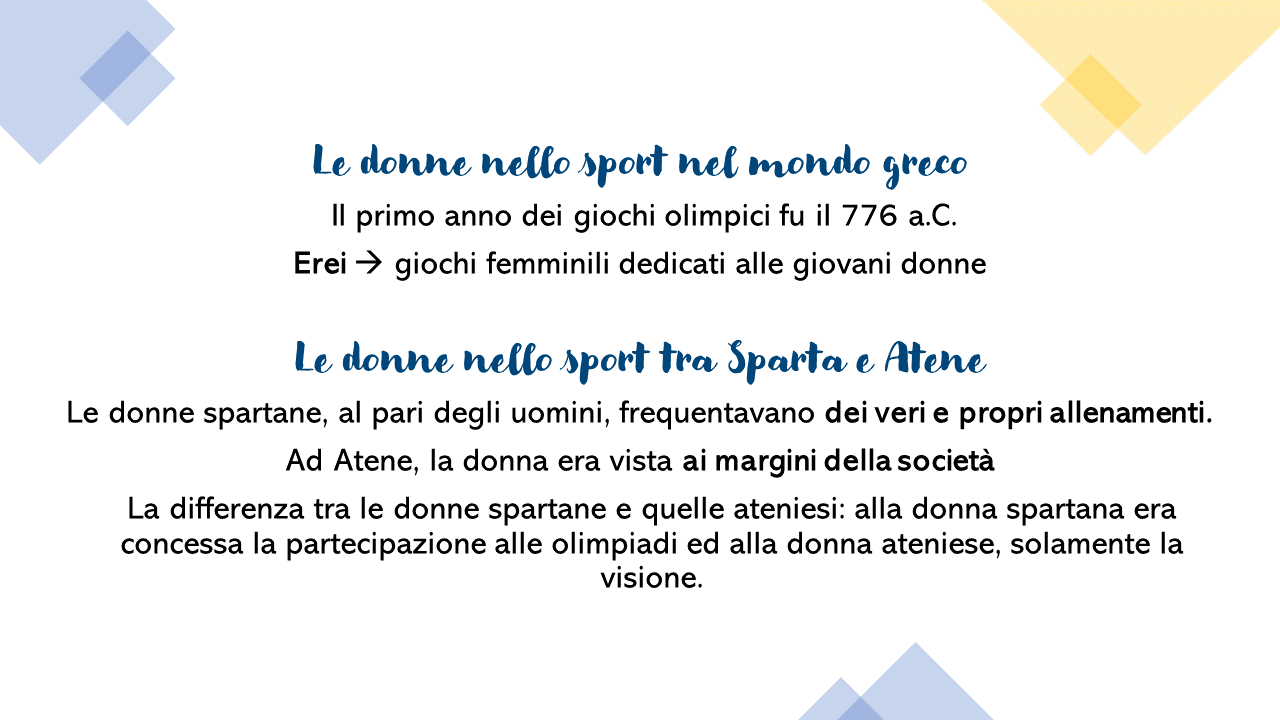 Le donne nello sport nel mondo greco
Il primo anno dei giochi olimpici fu il 776 a.C.
Erei → giochi femminili dedicati alle giovani donne
Le donne nello sport tra Sparta e Atene
Le donne spartane, al pari degli uomini, frequentavano dei veri e propri allenamenti.
Ad Atene, la donna era vista ai margini della società
La differenza tra le donne spartane e quelle ateniesi: alla donna spartana era
concessa la partecipazione alle olimpiadi ed alla donna ateniese, solamente la
visione.